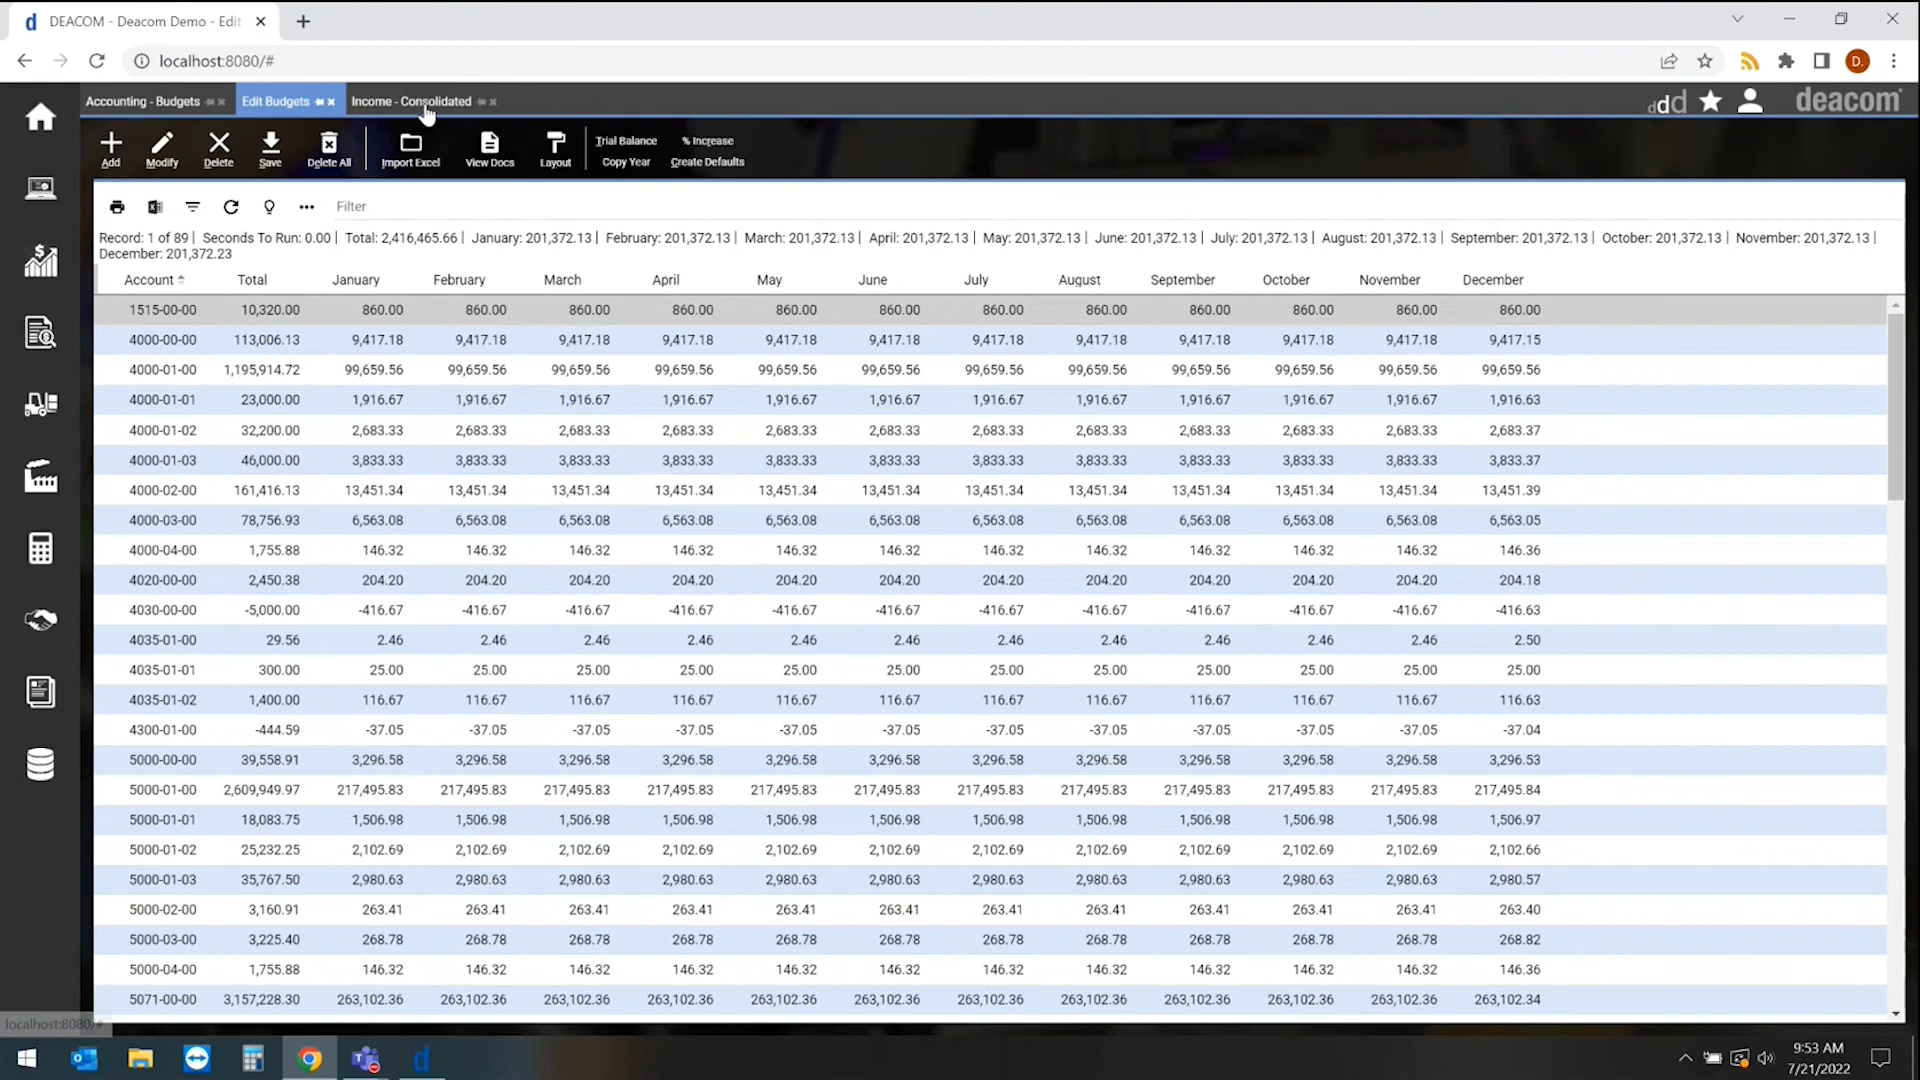 d DEACOM - Deacom Demo - Edit
localhost:8080/#
D.
Accounting - Budgets Edit Budgets Income - Consolidated
ddd deacom
Add Modify Delete Save Delete All Import Excel View Docs Layout Trial Balance % Increase
Copy Year Create Defaults
Filter
Record: 1 of 89 | Seconds To Run: 0.00 | Total: 2,416,465.66 | January: 201,372.13 | February: 201,372.13 | March: 201,372.13 | April: 201,372.13 | May: 201,372.13 | June: 201,372.13 | July: 201,372.13 | August: 201,372.13 | September: 201,372.13 | October: 201,372.13 | November: 201,372.13 |
December: 201,372.23
Account Total January February March April May June July August September October November December
1515-00-00 10,320.00 860.00 860.00 860.00 860.00 860.00 860.00 860.00 860.00 860.00 860.00 860.00 860.00
4000-00-00 113,006.13 9,417.18 9,417.18 9,417.18 9,417.18 9,417.18 9,417.18 9,417.18 9,417.18 9,417.18 9,417.18 9,417.18 9,417.15
4000-01-00 1,195,914.72 99,659.56 99,659.56 99,659.56 99,659.56 99,659.56 99,659.56 99,659.56 99,659.56 99,659.56 99,659.56 99,659.56 99,659.56
4000-01-01 23,000.00 1,916.67 1,916.67 1,916.67 1,916.67 1,916.67 1,916.67 1,916.67 1,916.67 1,916.67 1,916.67 1,916.67 1,916.63
4000-01-02 32,200.00 2,683.33 2,683.33 2,683.33 2,683.33 2,683.33 2,683.33 2,683.33 2,683.33 2,683.33 2,683.33 2,683.33 2,683.37
4000-01-03 46,000.00 3,833.33 3,833.33 3,833.33 3,833.33 3,833.33 3,833.33 3,833.33 3,833.33 3,833.33 3,833.33 3,833.33 3,833.37
4000-02-00 161,416.13 13,451.34 13,451.34 13,451.34 13,451.34 13,451.34 13,451.34 13,451.34 13,451.34 13,451.34 13,451.34 13,451.34 13,451.39
4000-03-00 78,756.93 6,563.08 6,563.08 6,563.08 6,563.08 6,563.08 6,563.08 6,563.08 6,563.08 6,563.08 6,563.08 6,563.08 6,563.05
4000-04-00 1,755.88 146.32 146.32 146.32 146.32 146.32 146.32 146.32 146.32 146.32 146.32 146.32 146.36
4020-00-00 2,450.38 204.20 204.20 204.20 204.20 204.20 204.20 204.20 204.20 204.20 204.20 204.20 204.18
4030-00-00 -5,000.00 -416.67 -416.67 -416.67 -416.67 -416.67 -416.67 -416.67 -416.67 -416.67 -416.67 -416.67 -416.63
4035-01-00 29.56 2.46 2.46 2.46 2.46 2.46 2.46 2.46 2.46 2.46 2.46 2.46 2.50
4035-01-01 300.00 25.00 25.00 25.00 25.00 25.00 25.00 25.00 25.00 25.00 25.00 25.00 25.00
4035-01-02 1,400.00 116.67 116.67 116.67 116.67 116.67 116.67 116.67 116.67 116.67 116.67 116.67 116.63
4300-01-00 -444.59 -37.05 -37.05 -37.05 -37.05 -37.05 -37.05 -37.05 -37.05 -37.05 -37.05 -37.05 -37.04
5000-00-00 39,558.91 3,296.58 3,296.58 3,296.58 3,296.58 3,296.58 3,296.58 3,296.58 3,296.58 3,296.58 3,296.58 3,296.58 3,296.53
5000-01-00 2,609,949.97 217,495.83 217,495.83 217,495.83 217,495.83 217,495.83 217,495.83 217,495.83 217,495.83 217,495.83 217,495.83 217,495.83 217,495.84
5000-01-01 18,083.75 1,506.98 1,506.98 1,506.98 1,506.98 1,506.98 1,506.98 1,506.98 1,506.98 1,506.98 1,506.98 1,506.98 1,506.97
5000-01-02 25,232.25 2,102.69 2,102.69 2,102.69 2,102.69 2,102.69 2,102.69 2,102.69 2,102.69 2,102.69 2,102.69 2,102.69 2,102.66
5000-01-03 35,767.50 2,980.63 2,980.63 2,980.63 2,980.63 2,980.63 2,980.63 2,980.63 2,980.63 2,980.63 2,980.63 2,980.63 2,980.57
5000-02-00 3,160.91 263.41 263.41 263.41 263.41 263.41 263.41 263.41 263.41 263.41 263.41 263.41 263.40
5000-03-00 3,225.40 268.78 268.78 268.78 268.78 268.78 268.78 268.78 268.78 268.78 268.78 268.78 268.82
5000-04-00 1,755.88 146.32 146.32 146.32 146.32 146.32 146.32 146.32 146.32 146.32 146.32 146.32 146.36
5071-00-00 3,157,228.30 263,102.36 263,102.36 263,102.36 263,102.36 263,102.36 263,102.36 263,102.36 263,102.36 263,102.36 263,102.36 263,102.36 263,102.34
localhost:8080/#
9:53 AM
7/21/2022